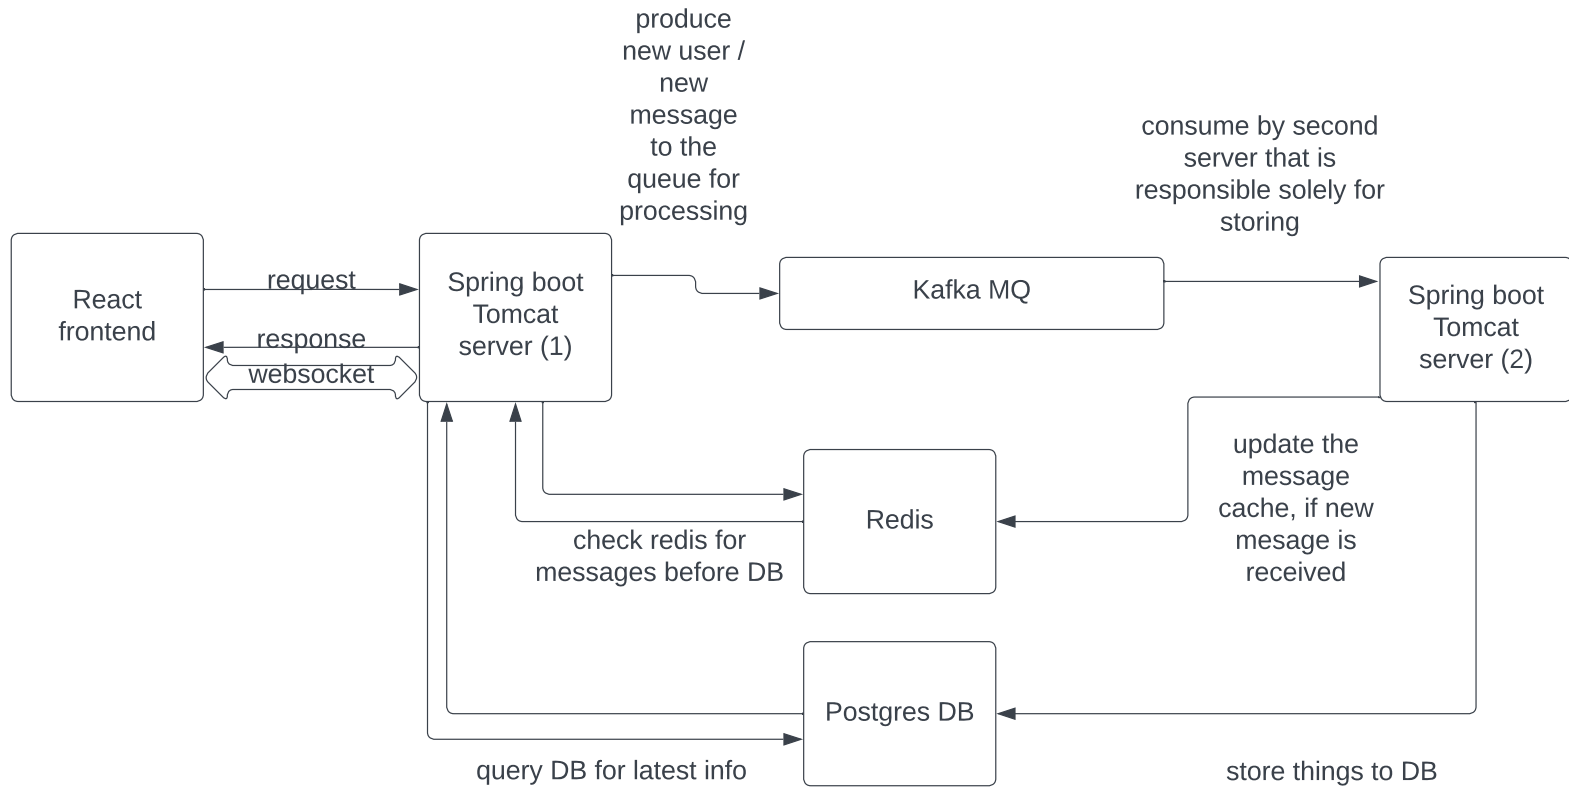 produce
new user /
new
message
to the
queue for
processing
consume by second
server that is
responsible solely for
storing
React
frontend
request
response
websocket
Spring boot
Tomcat
server (1)
Kafka MQ
Spring boot
Tomcat
server (2)
update the
message
cache, if new
mesage is
received
Redis
check redis for
messages before DB
Postgres DB
query DB for latest info
store things to DB